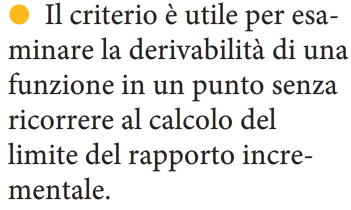 ● Il criterio è utile per esa-
minare la derivabilità di una
funzione in un punto senza
ricorrere al calcolo del
limite del rapporto incre-
mentale.